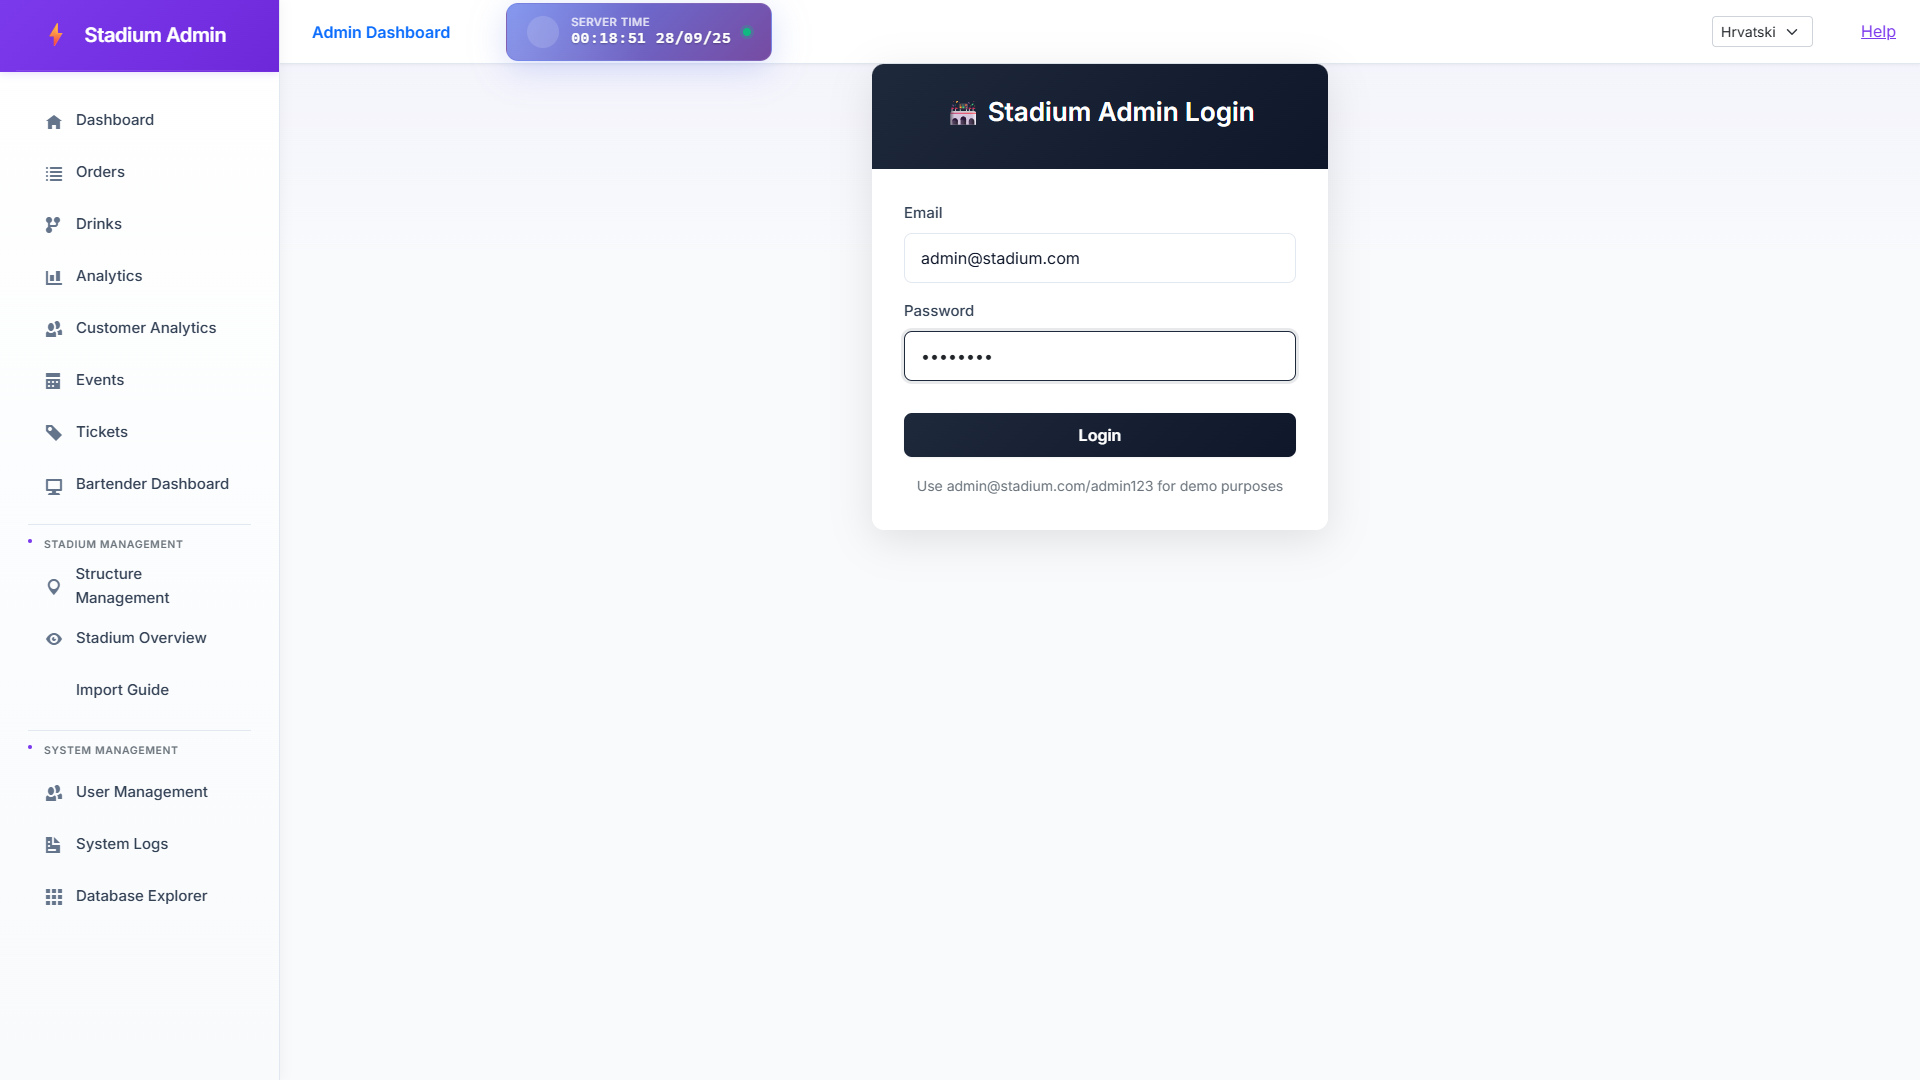 Stadium Admin
Admin Dashboard
SERVER TIME
00:18:51 28/09/25
Hrvatski
Help
Dashboard
Orders
Drinks
Analytics
Customer Analytics
Events
Tickets
Bartender Dashboard
STADIUM MANAGEMENT
Structure
Management
Stadium Overview
Import Guide
SYSTEM MANAGEMENT
User Management
System Logs
Database Explorer
Stadium Admin Login
Email
admin@stadium.com
Password
••••••••
Login
Use admin@stadium.com/admin123 for demo purposes